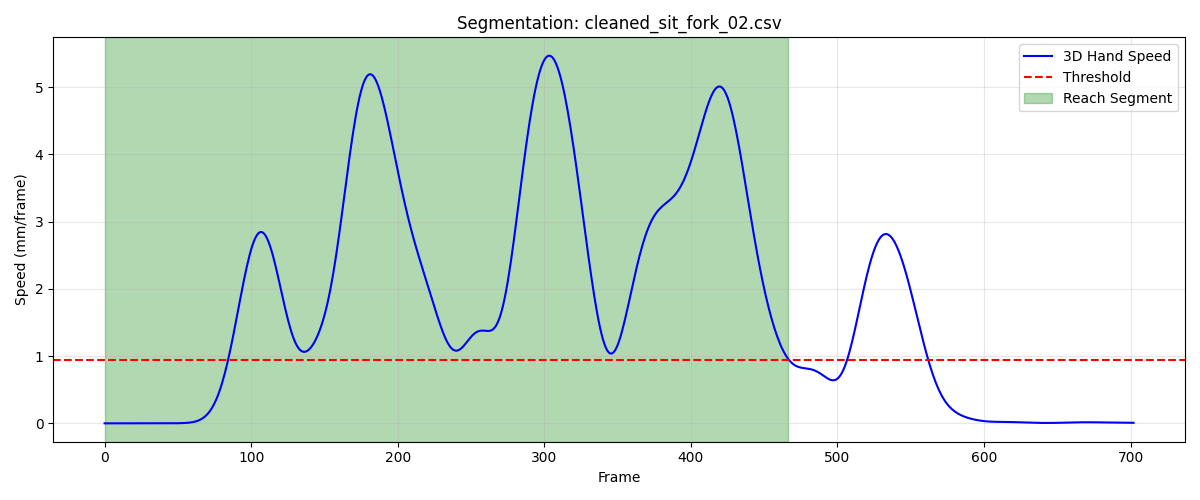 Segmentation: cleaned_sit_fork_02.csv
3D Hand Speed
Threshold
Reach Segment
Speed (mm/frame)
5
4
3
2
1
0
0 100 200 300 400 500 600 700
Frame